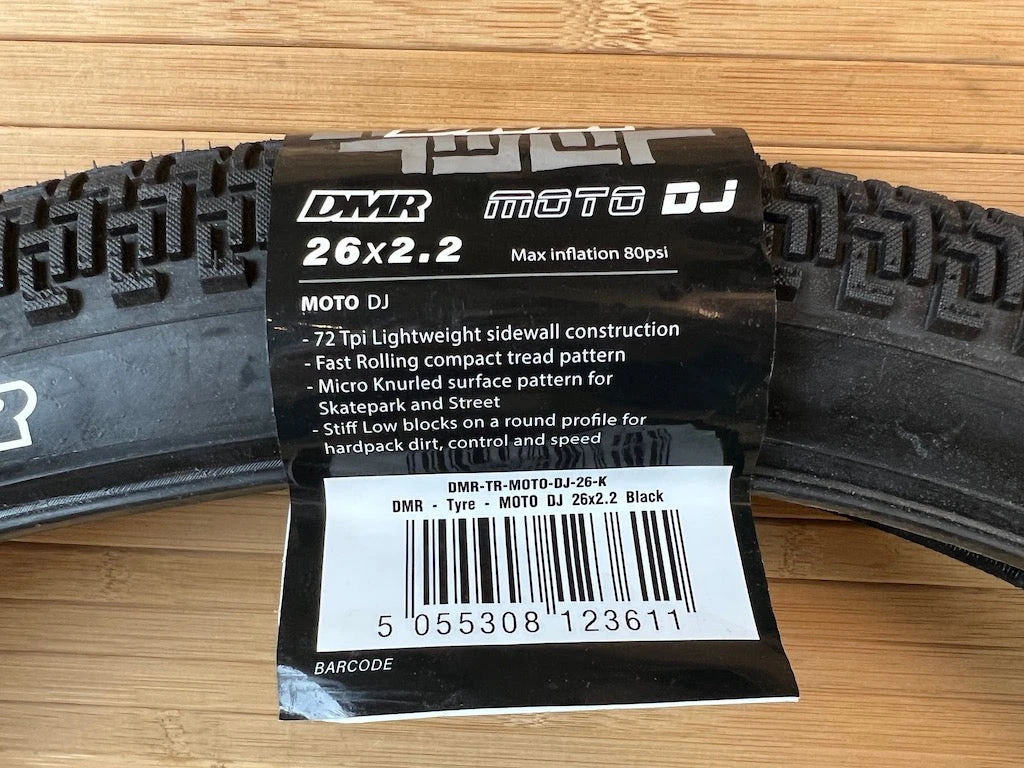 DMR MOTO DJ
26x2.2 Max inflation 80psi
MOTO DJ
- 72 Tpi Lightweight sidewall construction
- Fast Rolling compact tread pattern
- Micro Knurled surface pattern for
Skatepark and Street
- Stiff Low blocks on a round profile for
hardpack dirt, control and speed
DMR-TR-MOTO-DJ-26-K
DMR - Tyre - MOTO DJ 26x2.2 Black
5 055308 123611
BARCODE